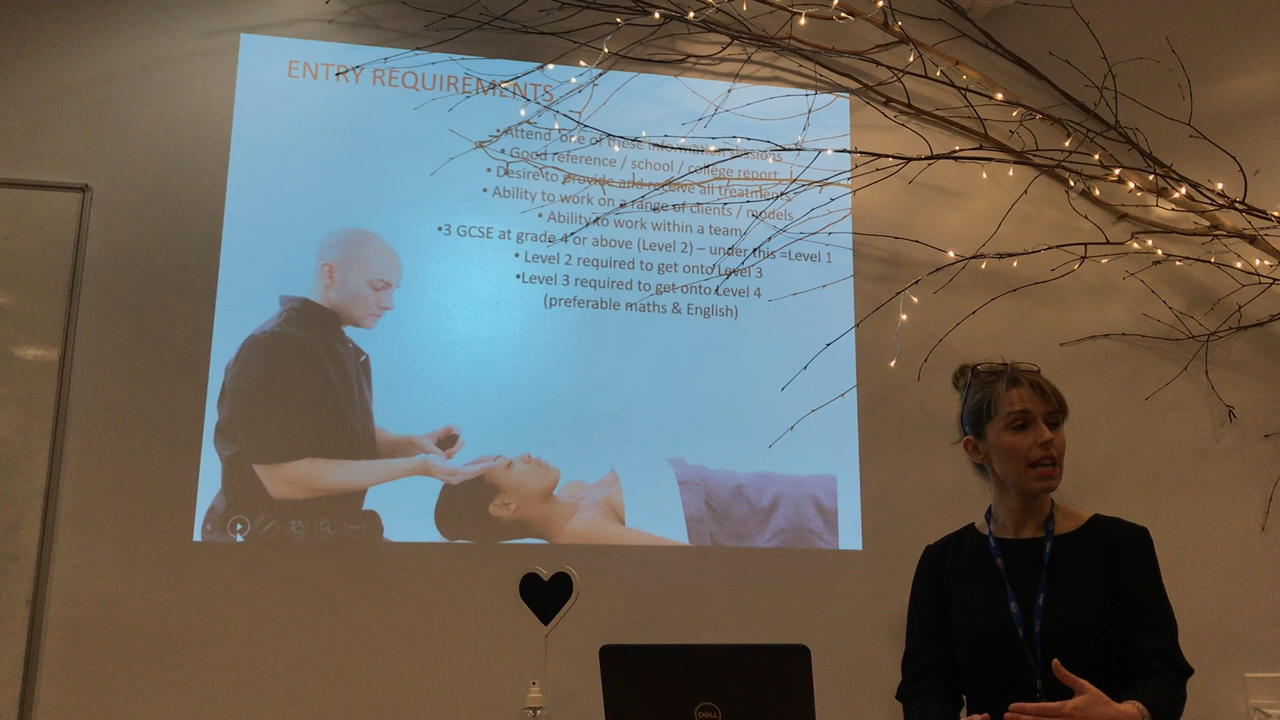 ENTRY REQUIREMENTS
• Attend one of these information sessions
• Good reference / school / college report
• Desire to provide and receive all treatments
• Ability to work on a range of clients / models
• Ability to work within a team
•3 GCSE at grade 4 or above (Level 2) – under this =Level 1
• Level 2 required to get onto Level 3
•Level 3 required to get onto Level 4
(preferable maths & English)
DELL